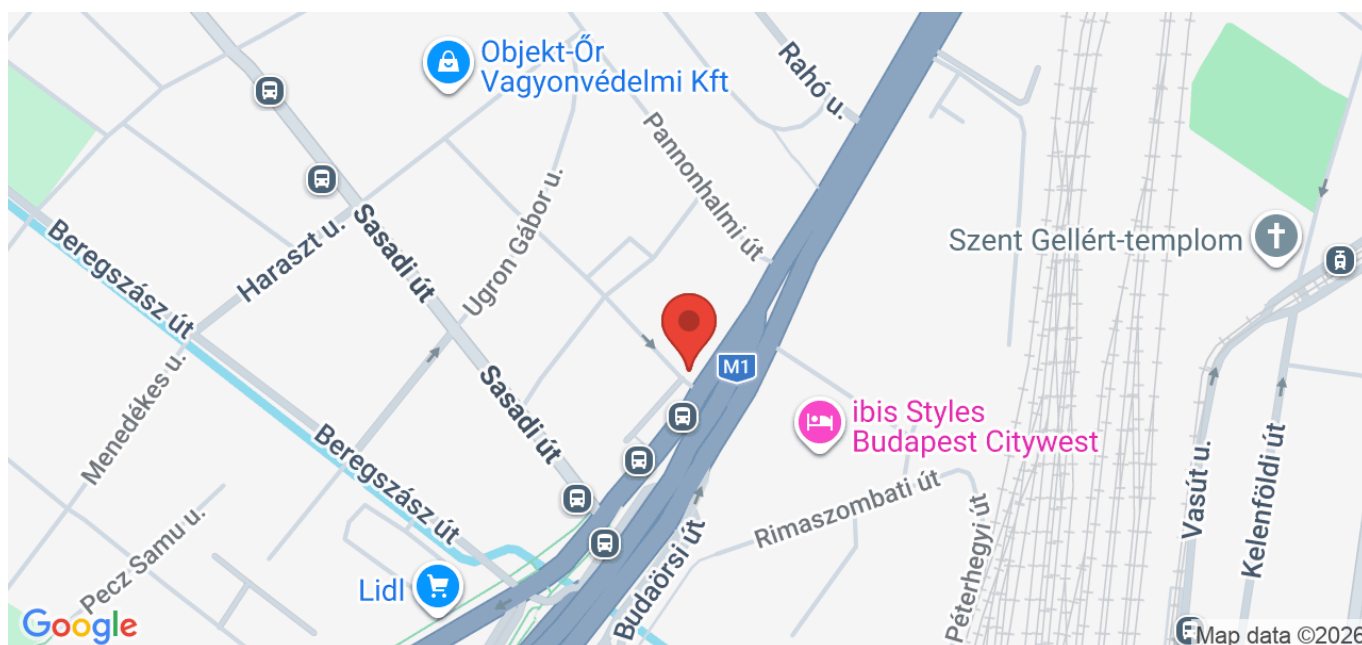 Objekt-Őr
Vagyonvédelmi Kft
Rahó u.
Pannonhalmi út
Ugron Gábor u.
Sasadi út
Haraszt u.
Beregszász út
Szent Gellért-templom
Menedékes u.
Sasadi út
M1
ibis Styles
Budapest Citywest
Beregszász út
Rimaszombati út
Vasút u.
Kelenföldi út
Pecz Samu u.
Lidl
Budaörsi út
Péterhegyi út
Google
Map data ©2026